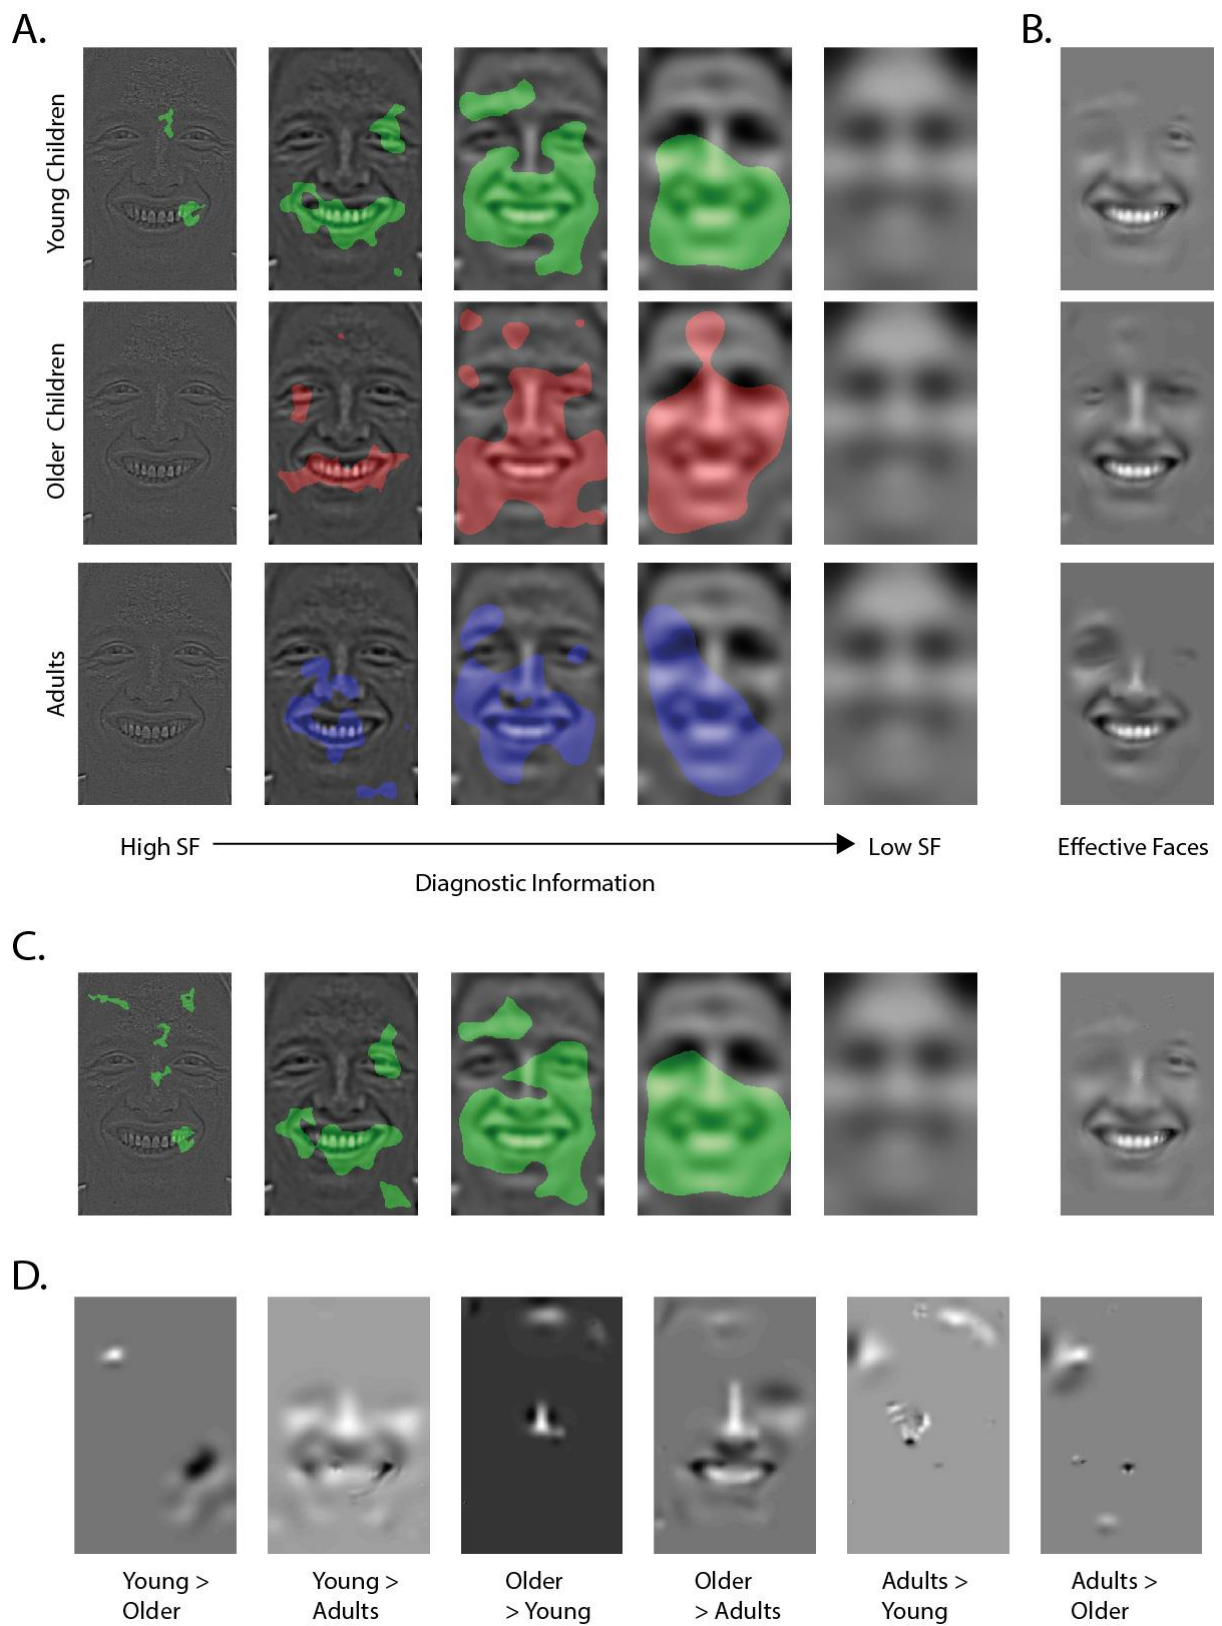 A.
B.
Young Children
Older Children
Adults
High SF
Low SF
Effective Faces
Diagnostic Information
C.
D.
Young >
Older
Young >
Adults
Older
> Young
Older
> Adults
Adults >
Young
Adults >
Older